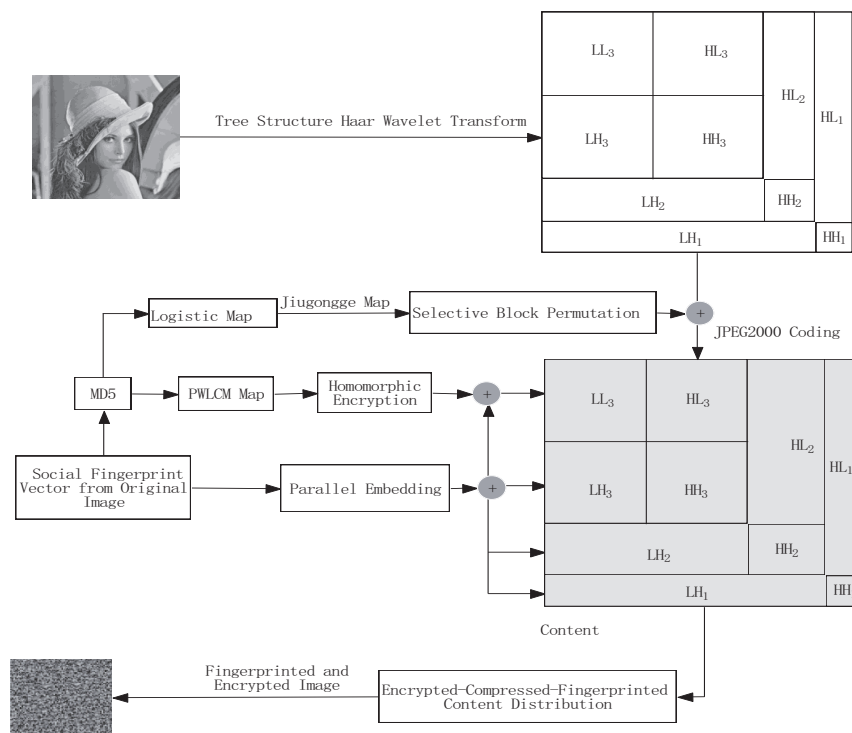 LL3
HL3
HL2
HL1
Tree Structure Haar Wavelet Transform
LH3
HH3
LH2
HH2
LH1
HH1
Logistic Map
Jiugongge Map
Selective Block Permutation
+
JPEG2000 Coding
MD5
PWLCM Map
Homomorphic
Encryption
+
LL3
HL3
HL2
HL1
Social Fingerprint
Vector from Original
Image
Parallel Embedding
+
LH3
HH3
LH2
HH2
LH1
HH
Content
Fingerprinted and
Encrypted Image
Encrypted-Compressed-Fingerprinted
Content Distribution